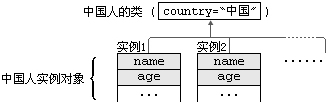 中国人的类 ( country="中国" )
实例1 实例2
name name ......
age age
... ...
中国人实例对象